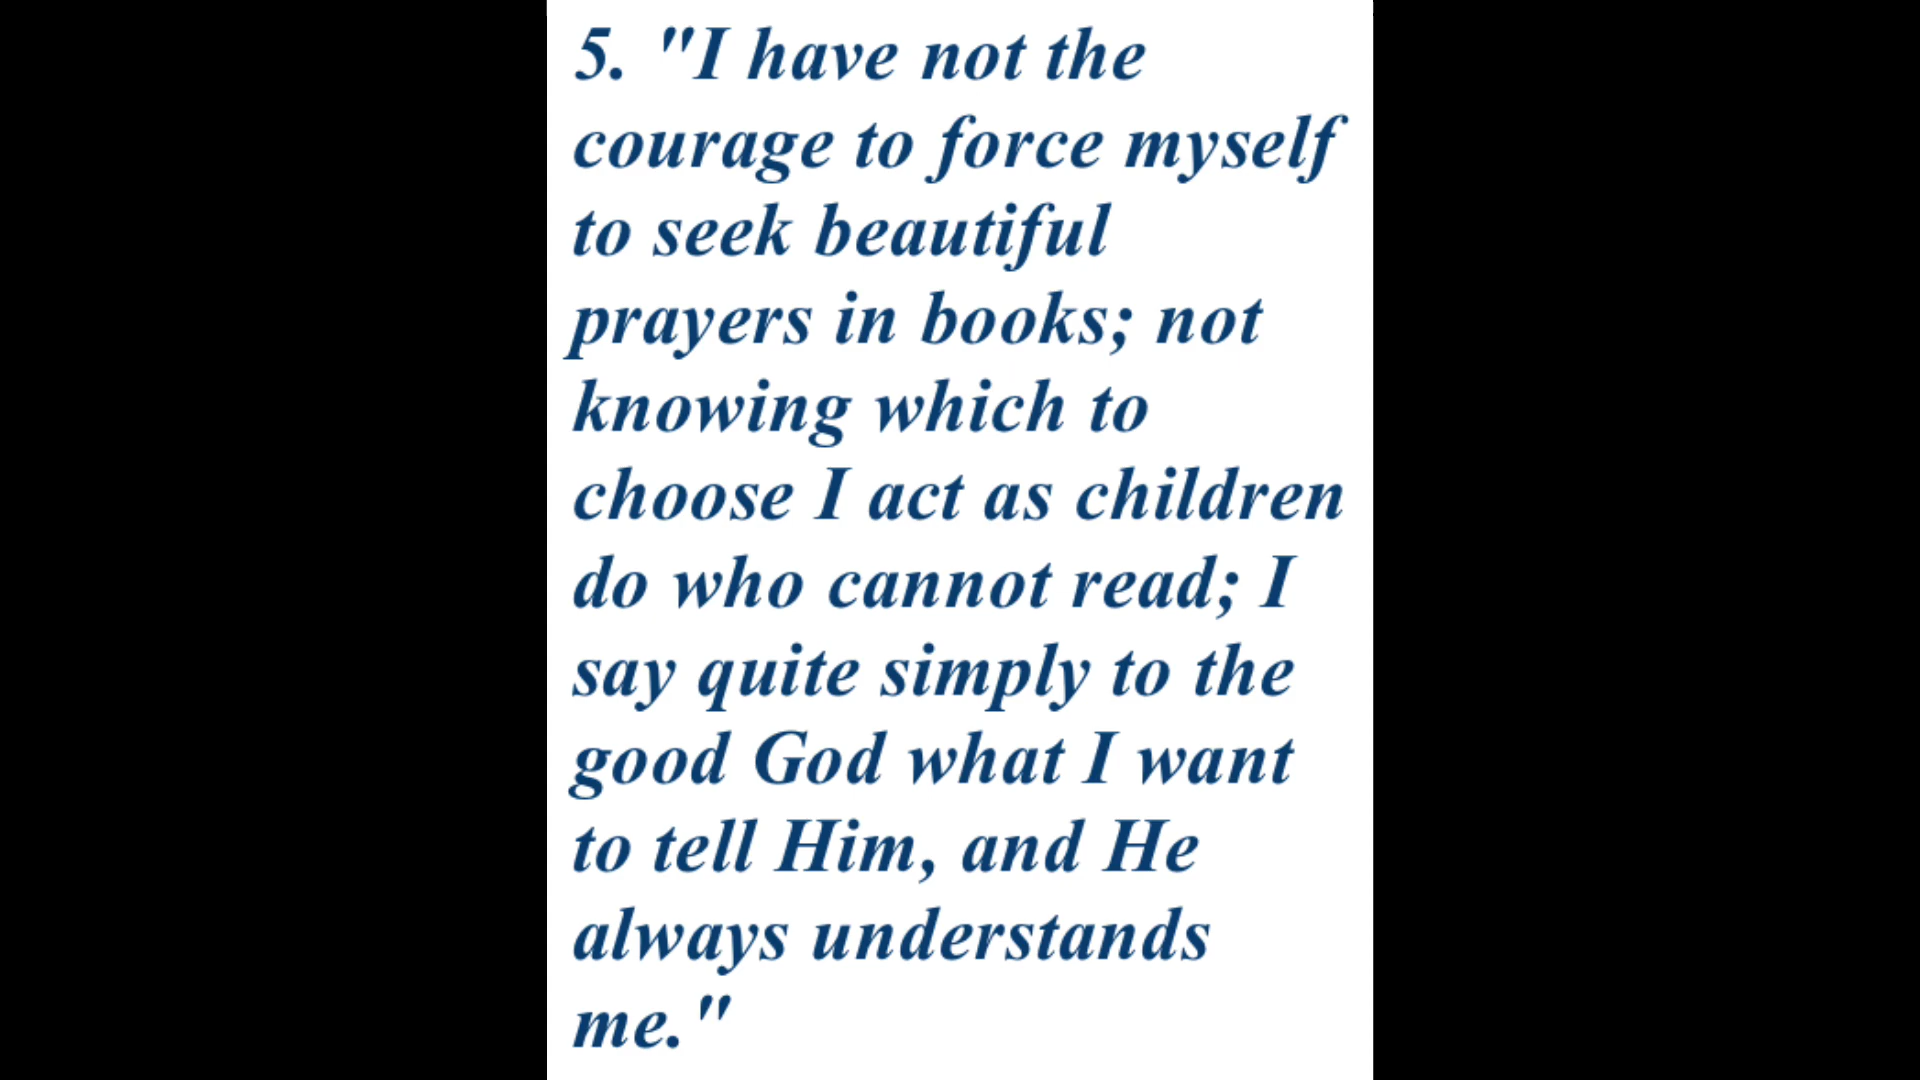 5. "I have not the
courage to force myself
to seek beautiful
prayers in books; not
knowing which to
choose I act as children
do who cannot read; I
say quite simply to the
good God what I want
to tell Him, and He
always understands
me."